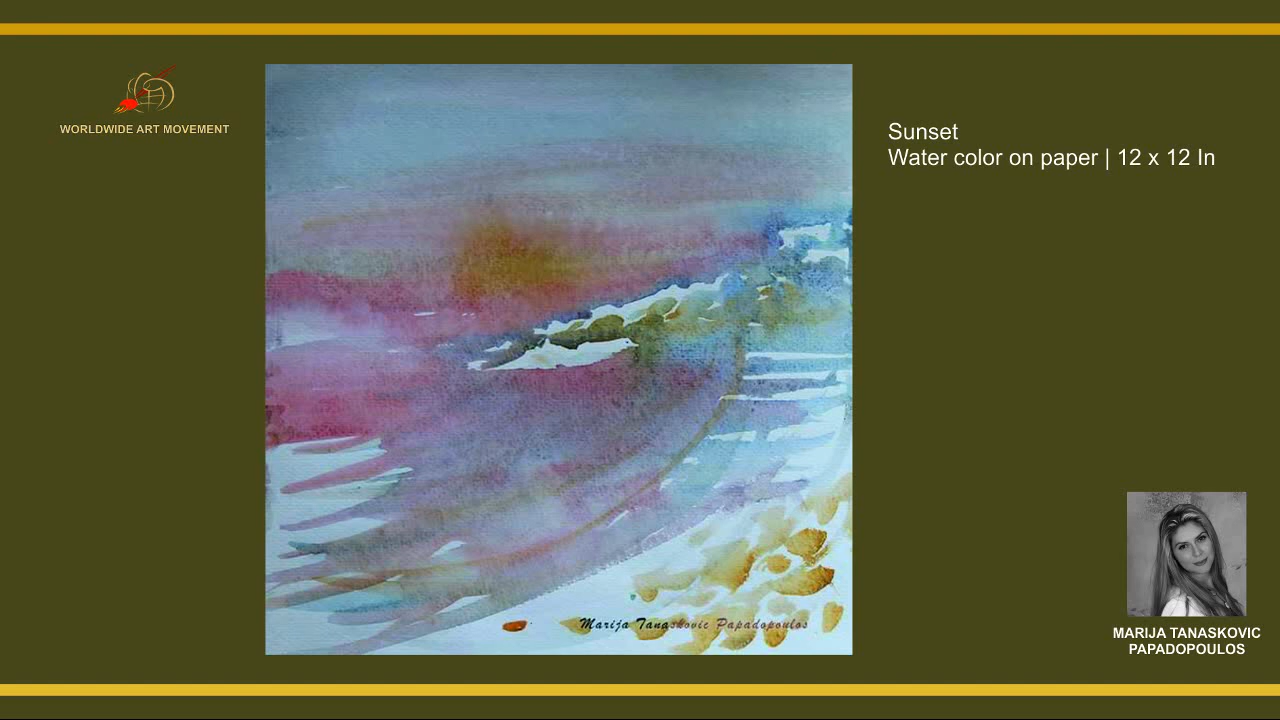 WORLDWIDE ART MOVEMENT
Sunset
Water color on paper | 12 x 12 In
Marija Tanaskovic Papadopoulos
MARIJA TANASKOVIC
PAPADOPOULOS